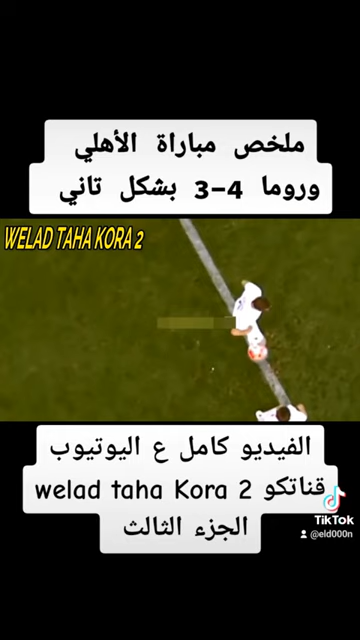 ملخص مباراة الأهلي
وروما 4-3 بشكل تاني
WELAD TAHA KORA 2
الفيديو كامل ع اليوتيوب
قناتكو welad taha Kora 2
الجزء الثالث
TikTok
@eld000n